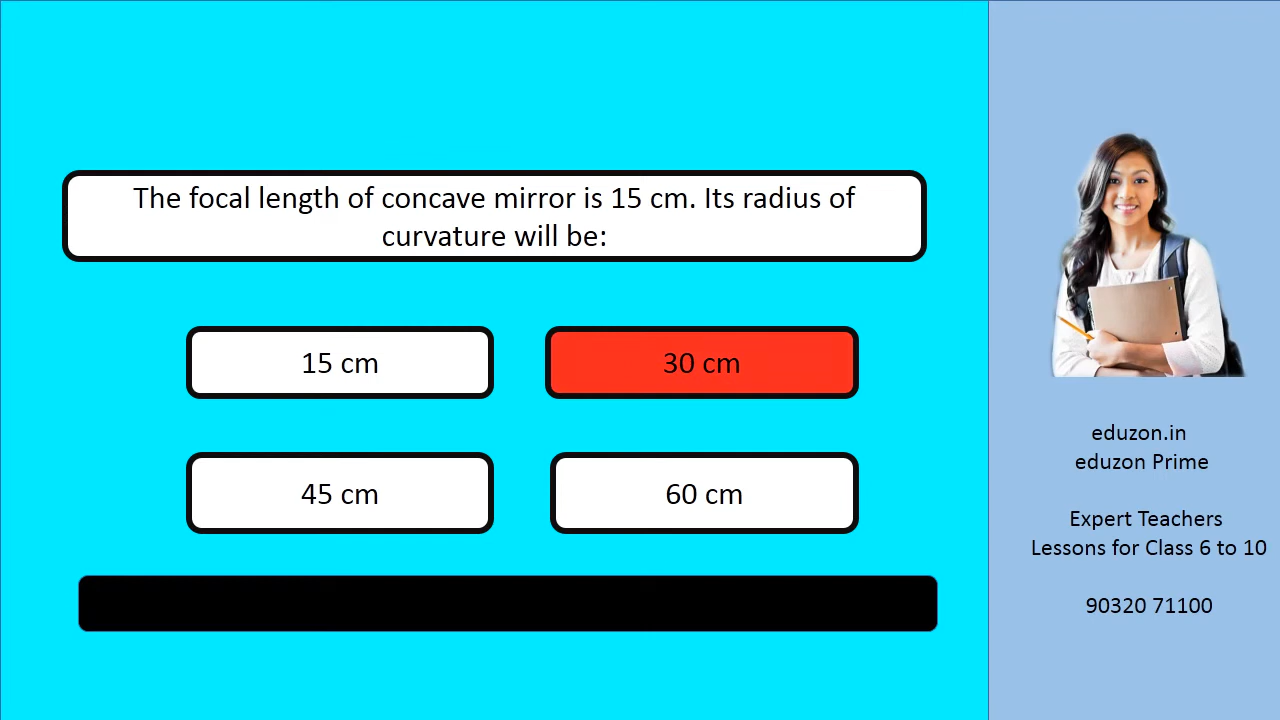 The focal length of concave mirror is 15 cm. Its radius of
curvature will be:
15 cm
30 cm
45 cm
60 cm
eduzon.in
eduzon Prime
Expert Teachers
Lessons for Class 6 to 10
90320 71100